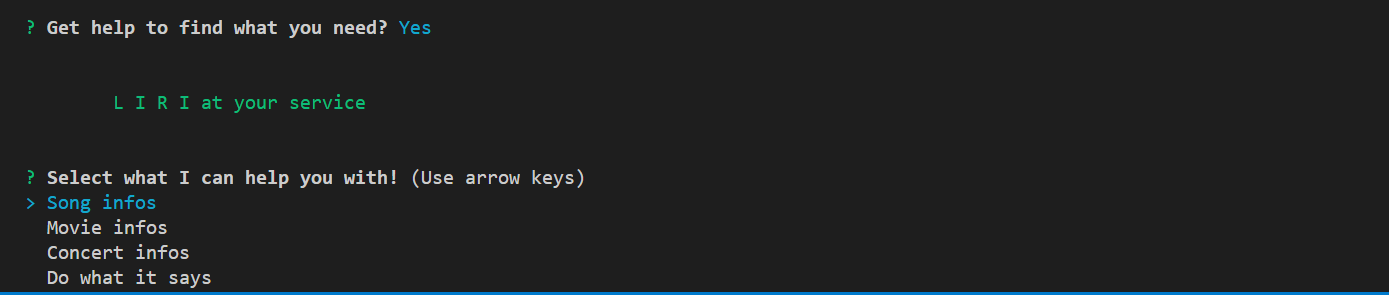 ? Get help to find what you need? Yes
L I R I at your service
? Select what I can help you with! (Use arrow keys)
> Song infos
Movie infos
Concert infos
Do what it says